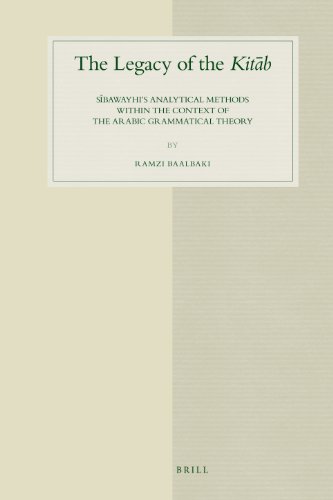 The Legacy of the Kitāb
SĪBAWAYHI'S ANALYTICAL METHODS
WITHIN THE CONTEXT OF
THE ARABIC GRAMMATICAL THEORY
BY
RAMZI BAALBAKI
BRILL